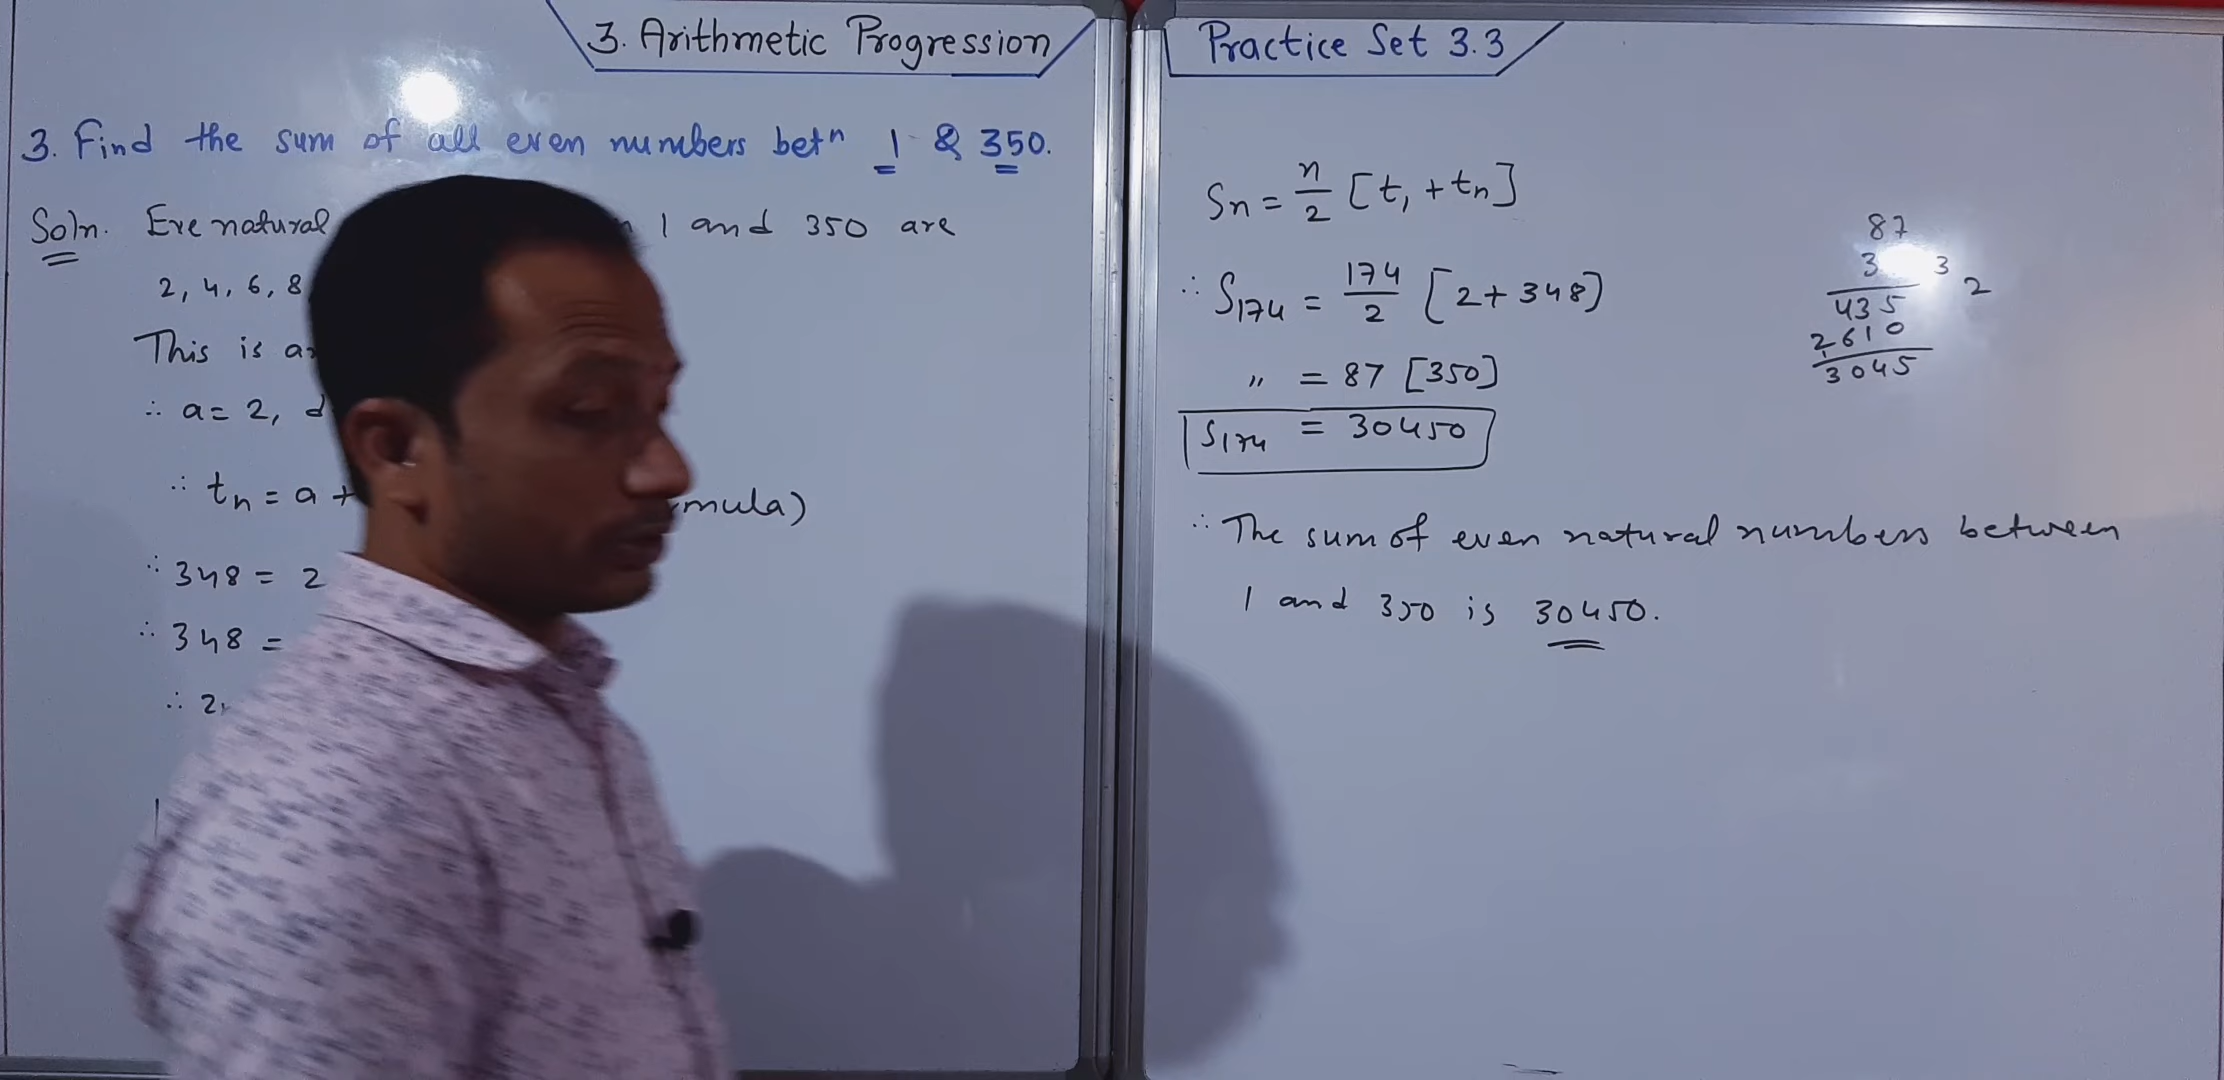 3. Arithmetic Progression
3. Find the sum of all even numbers betⁿ 1 & 350.
Soln. Eve natural 1 and 350 are
2, 4, 6, 8
This is
∴ a = 2, d
∴ tn = a +
∴ 348 = 2
∴ 348 =
∴ 2
Practice Set 3.3
Sn = n/2 [t1 + tn]
∴ S174 = 174/2 [2 + 348]
〃 = 87 [350]
S174 = 30450
∴ The sum of even natural numbers between
1 and 350 is 30450.
87
3 3
2
435
2610
3045